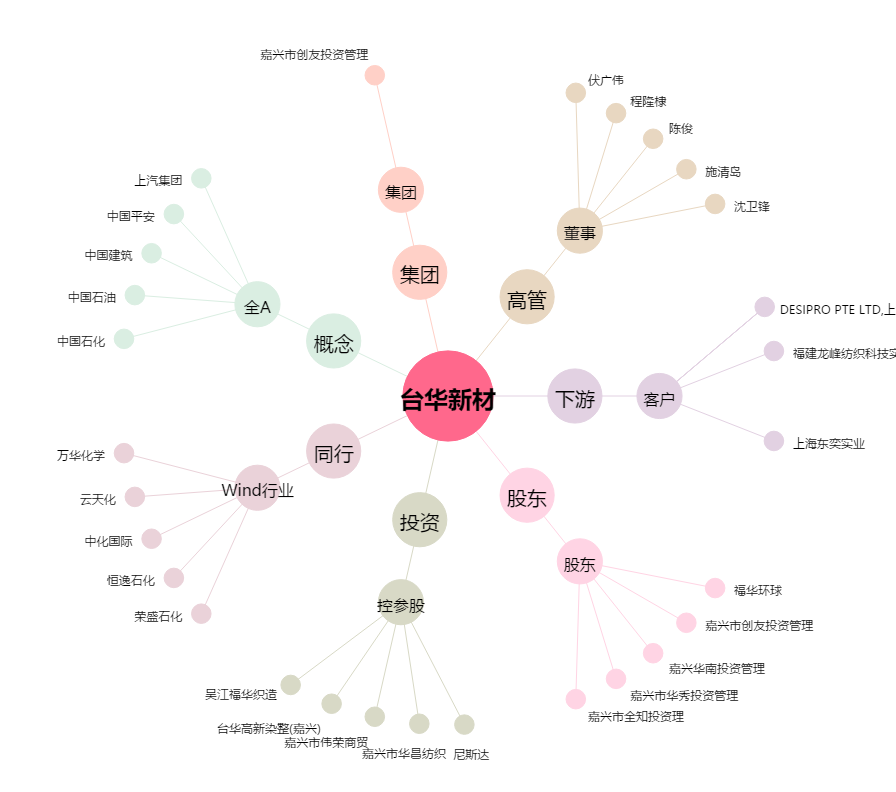 嘉兴市创友投资管理
集团
集团
伏广伟
程隆棣
陈俊
施清岛
沈卫锋
董事
高管
上汽集团
中国平安
中国建筑
中国石油
中国石化
全A
概念
台华新材
下游
客户
DESIPRO PTE LTD,上
福建龙峰纺织科技实
上海东奕实业
同行
Wind行业
万华化学
云天化
中化国际
恒逸石化
荣盛石化
投资
控参股
吴江福华织造
台华高新染整(嘉兴)
嘉兴市伟荣商贸
嘉兴市华昌纺织
尼斯达
股东
股东
福华环球
嘉兴市创友投资管理
嘉兴华南投资管理
嘉兴市华秀投资管理
嘉兴市全知投资理